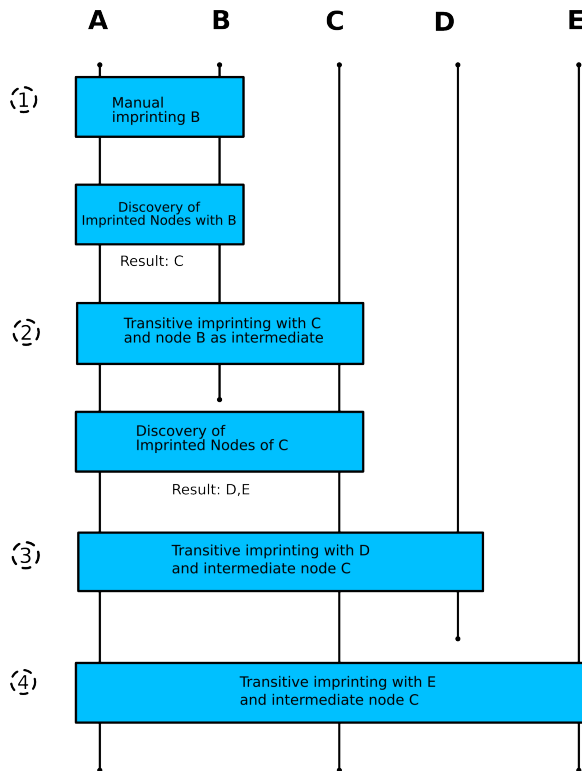 A B C D E
1
Manual
imprinting B
Discovery of
Imprinted Nodes with B
Result: C
2
Transitive imprinting with C
and node B as intermediate
Discovery of
Imprinted Nodes of C
Result: D,E
3
Transitive imprinting with D
and intermediate node C
4
Transitive imprinting with E
and intermediate node C